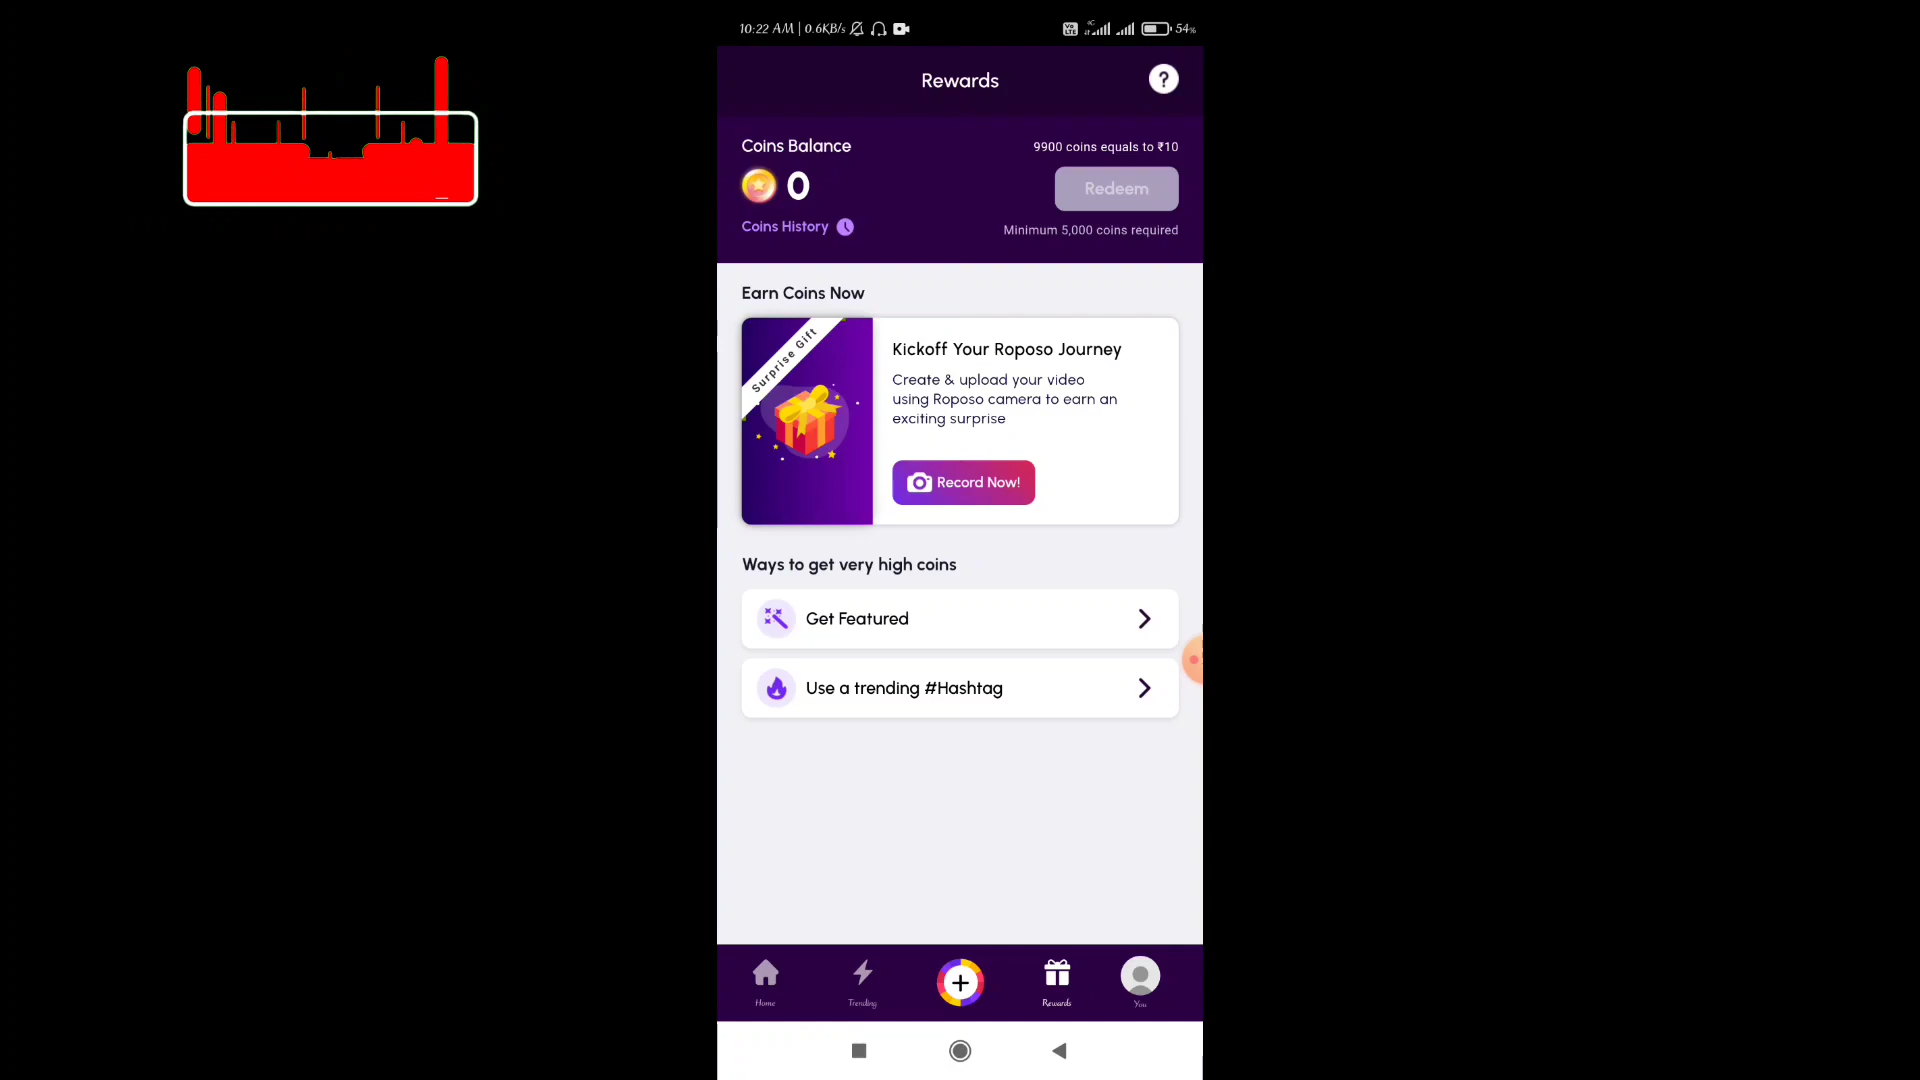 10:22 AM | 0.6KB/s
Vo LTE 4G 54%
Rewards
?
Coins Balance
9900 coins equals to ₹10
0
Redeem
Coins History
Minimum 5,000 coins required
Earn Coins Now
Surprise Gift
Kickoff Your Roposo Journey
Create & upload your video
using Roposo camera to earn an
exciting surprise
Record Now!
Ways to get very high coins
Get Featured
Use a trending #Hashtag
Home
Trending
Rewards
You